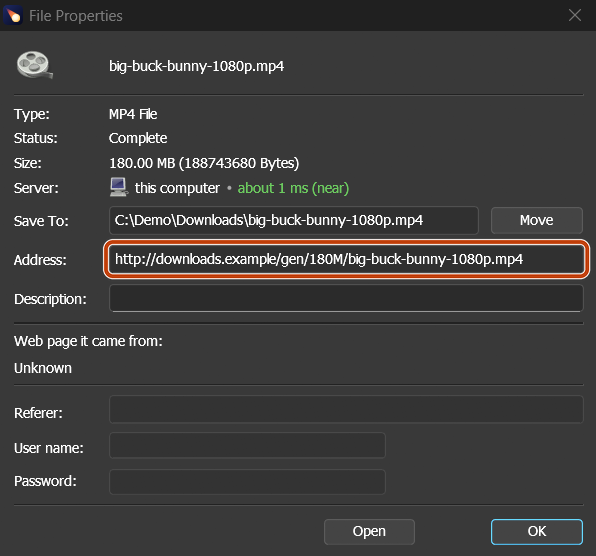 File Properties
big-buck-bunny-1080p.mp4
Type: MP4 File
Status: Complete
Size: 180.00 MB (188743680 Bytes)
Server: this computer • about 1 ms (near)
Save To: C:\Demo\Downloads\big-buck-bunny-1080p.mp4 Move
Address: http://downloads.example/gen/180M/big-buck-bunny-1080p.mp4
Description:
Web page it came from:
Unknown
Referer:
User name:
Password:
Open OK